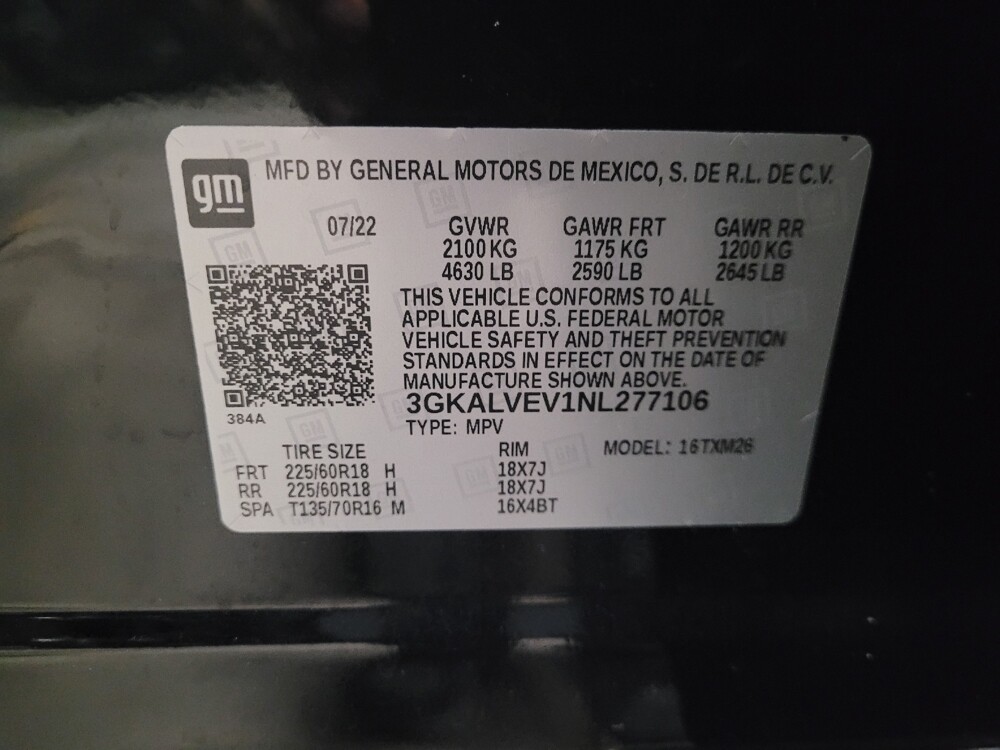 gm
MFD BY GENERAL MOTORS DE MEXICO, S. DE R.L. DE C.V.
07/22 GVWR GAWR FRT GAWR RR
2100 KG 1175 KG 1200 KG
4630 LB 2590 LB 2645 LB
THIS VEHICLE CONFORMS TO ALL
APPLICABLE U.S. FEDERAL MOTOR
VEHICLE SAFETY AND THEFT PREVENTION
STANDARDS IN EFFECT ON THE DATE OF
MANUFACTURE SHOWN ABOVE.
3GKALVEV1NL277106
384A
TYPE: MPV
TIRE SIZE RIM MODEL: 16TXM26
FRT 225/60R18 H 18X7J
RR 225/60R18 H 18X7J
SPA T135/70R16 M 16X4BT